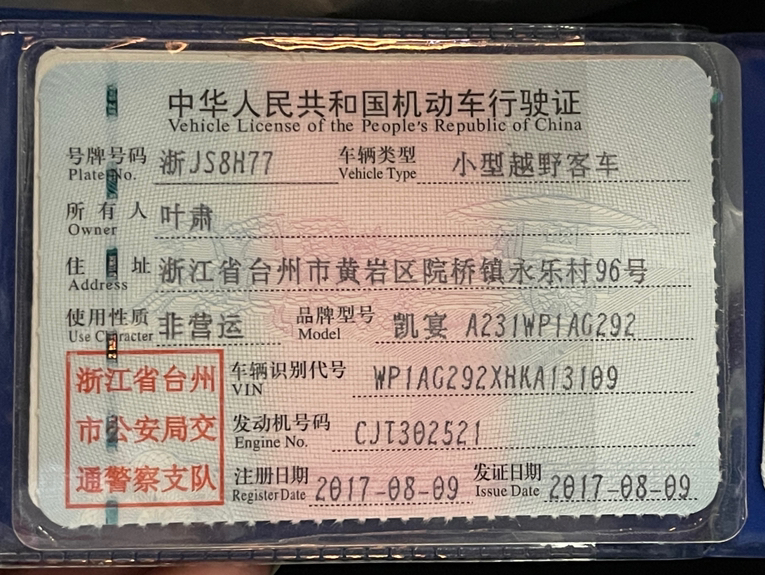 中华人民共和国机动车行驶证
Vehicle License of the People's Republic of China
号牌号码 浙JS8H77 车辆类型 小型越野客车
Plate No. Vehicle Type
所有人 叶肃
Owner
住址 浙江省台州市黄岩区院桥镇永乐村96号
Address
使用性质 非营运 品牌型号 凯宴 A231WP1AG292
Use Character Model
浙江省台州
市公安局交
通警察支队
车辆识别代号 WP1AG292XHKA13109
VIN
发动机号码 CJT302521
Engine No.
注册日期 2017-08-09 发证日期 2017-08-09
Register Date Issue Date